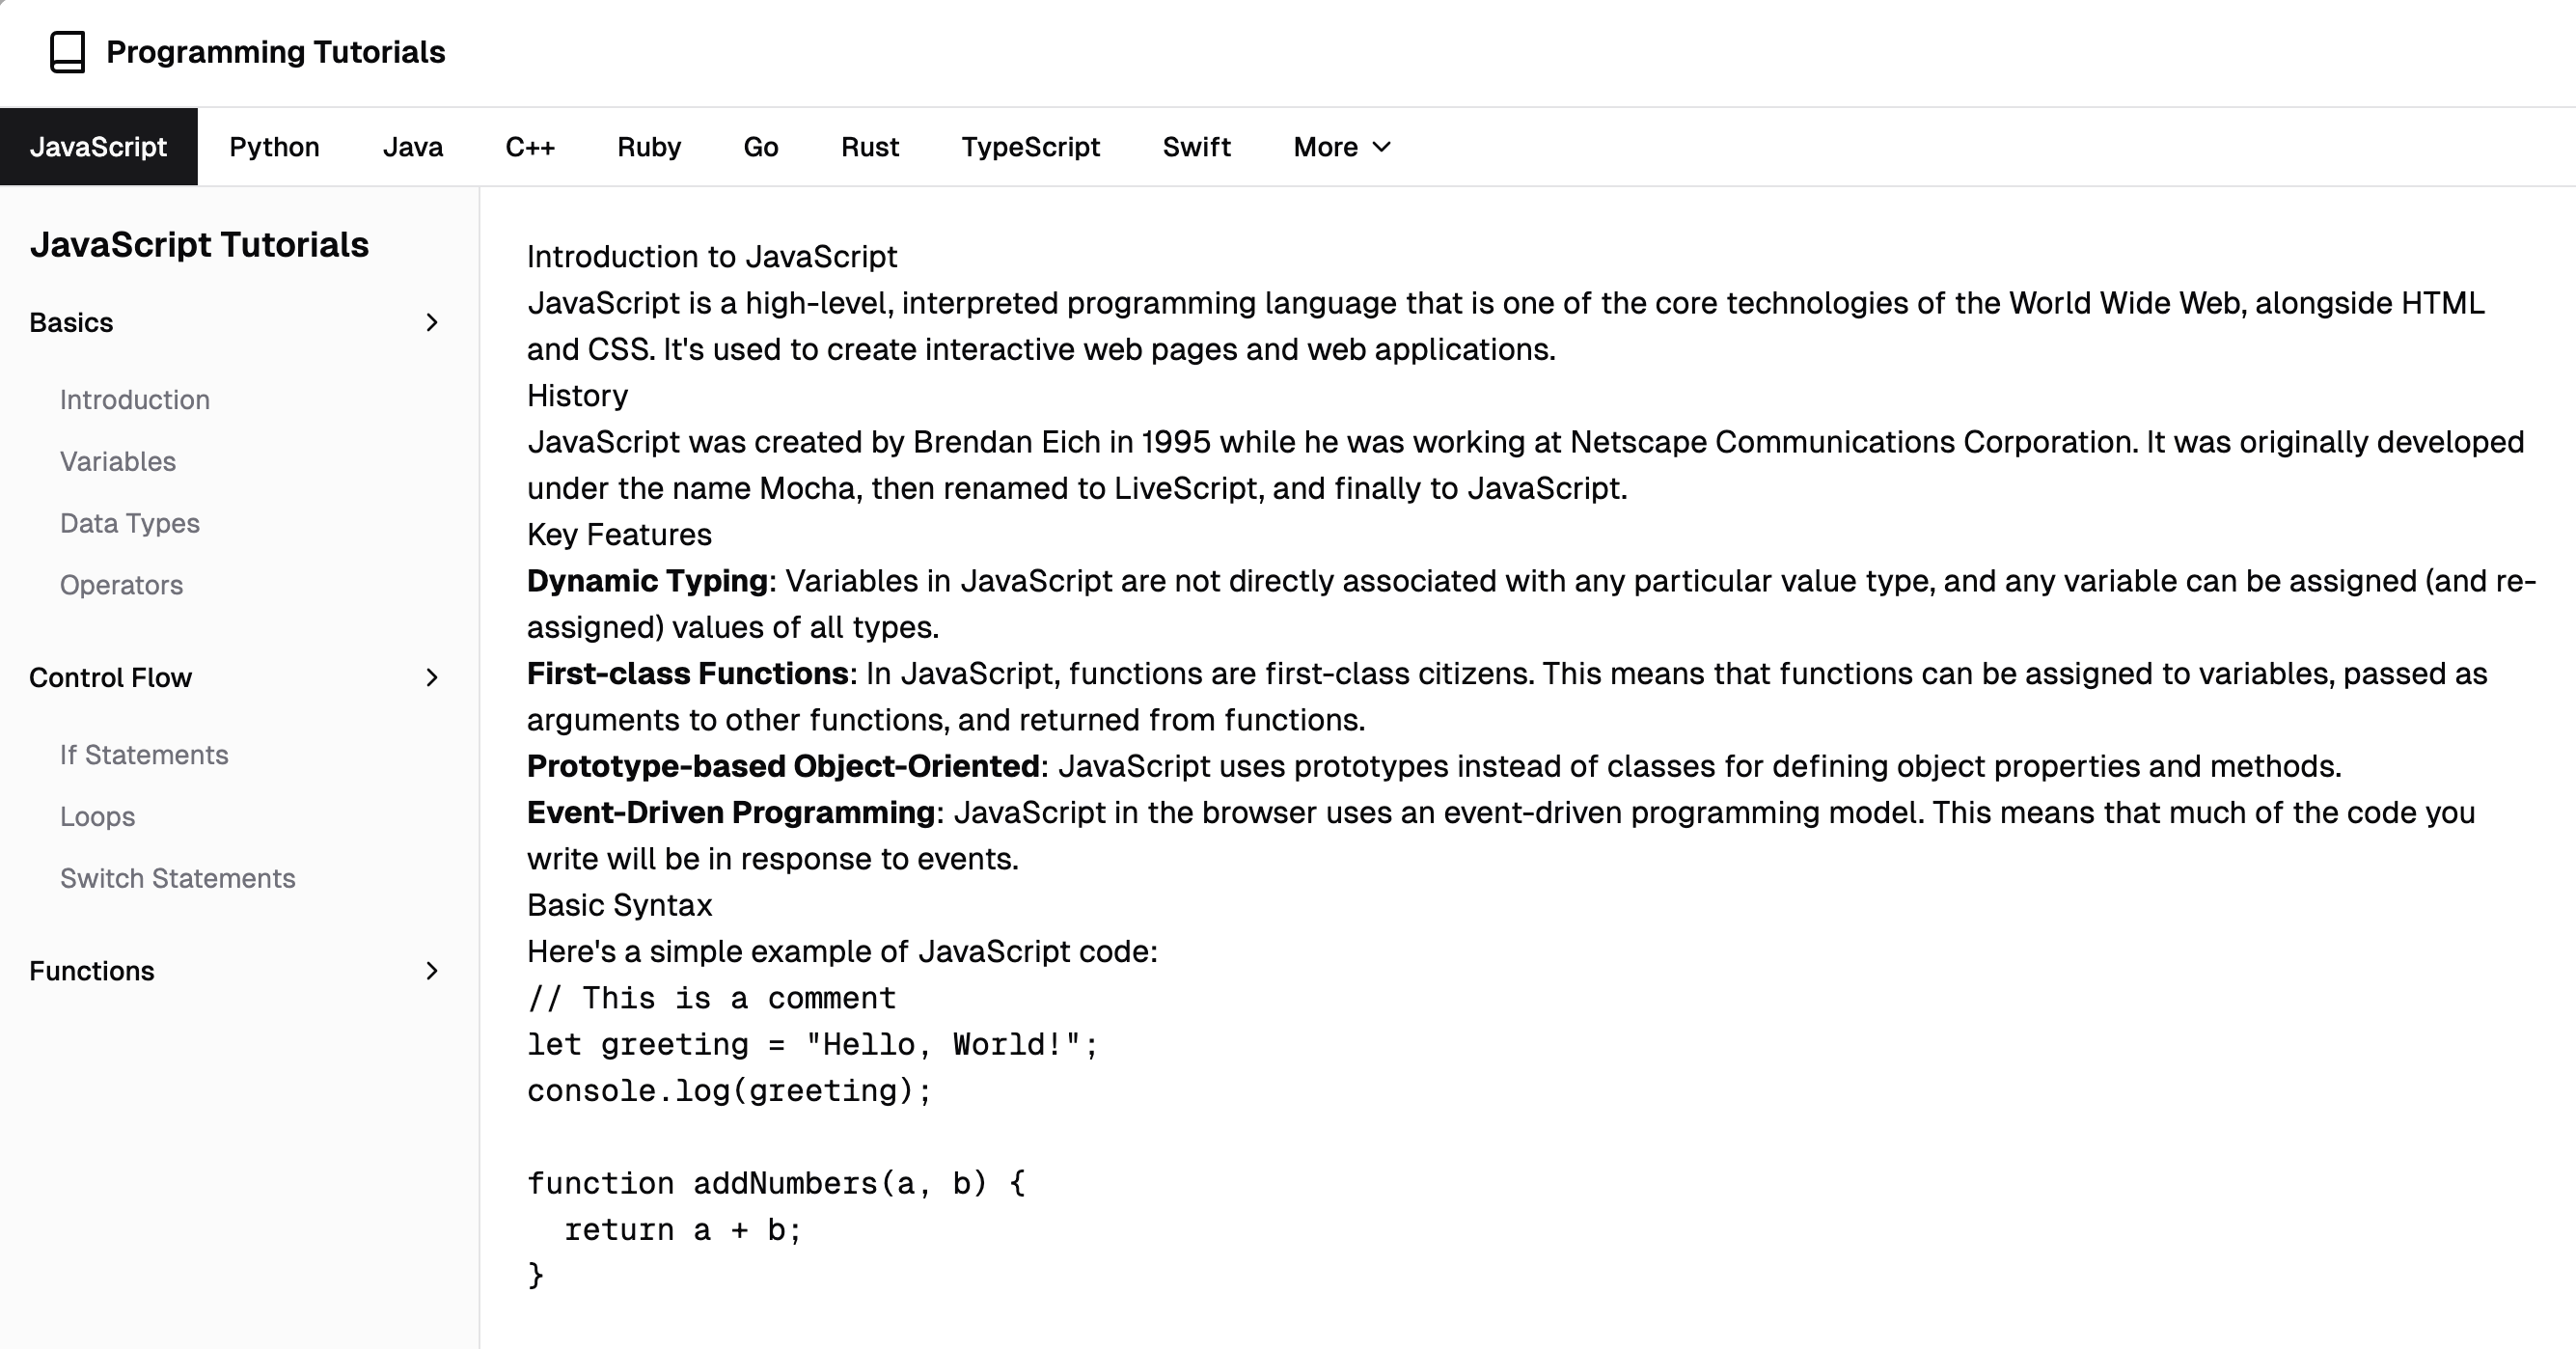 Programming Tutorials
JavaScript Python Java C++ Ruby Go Rust TypeScript Swift More
JavaScript Tutorials
Basics
Introduction
Variables
Data Types
Operators
Control Flow
If Statements
Loops
Switch Statements
Functions
Introduction to JavaScript
JavaScript is a high-level, interpreted programming language that is one of the core technologies of the World Wide Web, alongside HTML
and CSS. It's used to create interactive web pages and web applications.
History
JavaScript was created by Brendan Eich in 1995 while he was working at Netscape Communications Corporation. It was originally developed
under the name Mocha, then renamed to LiveScript, and finally to JavaScript.
Key Features
Dynamic Typing: Variables in JavaScript are not directly associated with any particular value type, and any variable can be assigned (and re-
assigned) values of all types.
First-class Functions: In JavaScript, functions are first-class citizens. This means that functions can be assigned to variables, passed as
arguments to other functions, and returned from functions.
Prototype-based Object-Oriented: JavaScript uses prototypes instead of classes for defining object properties and methods.
Event-Driven Programming: JavaScript in the browser uses an event-driven programming model. This means that much of the code you
write will be in response to events.
Basic Syntax
Here's a simple example of JavaScript code:
// This is a comment
let greeting = "Hello, World!";
console.log(greeting);

function addNumbers(a, b) {
  return a + b;
}